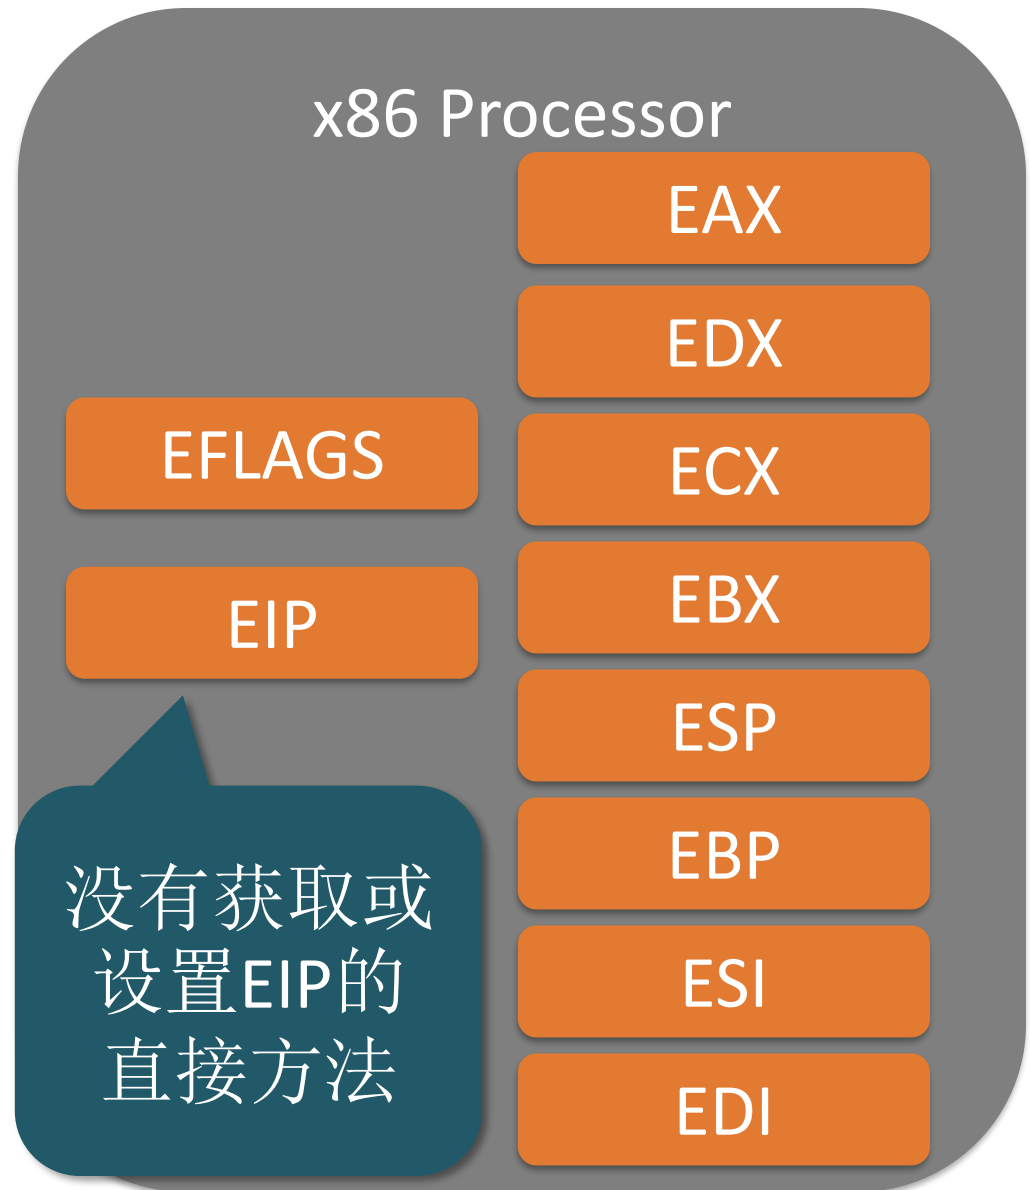 x86 Processor
EAX
EDX
EFLAGS
ECX
EIP
EBX
ESP
EBP
没有获取或
设置EIP的
直接方法
ESI
EDI